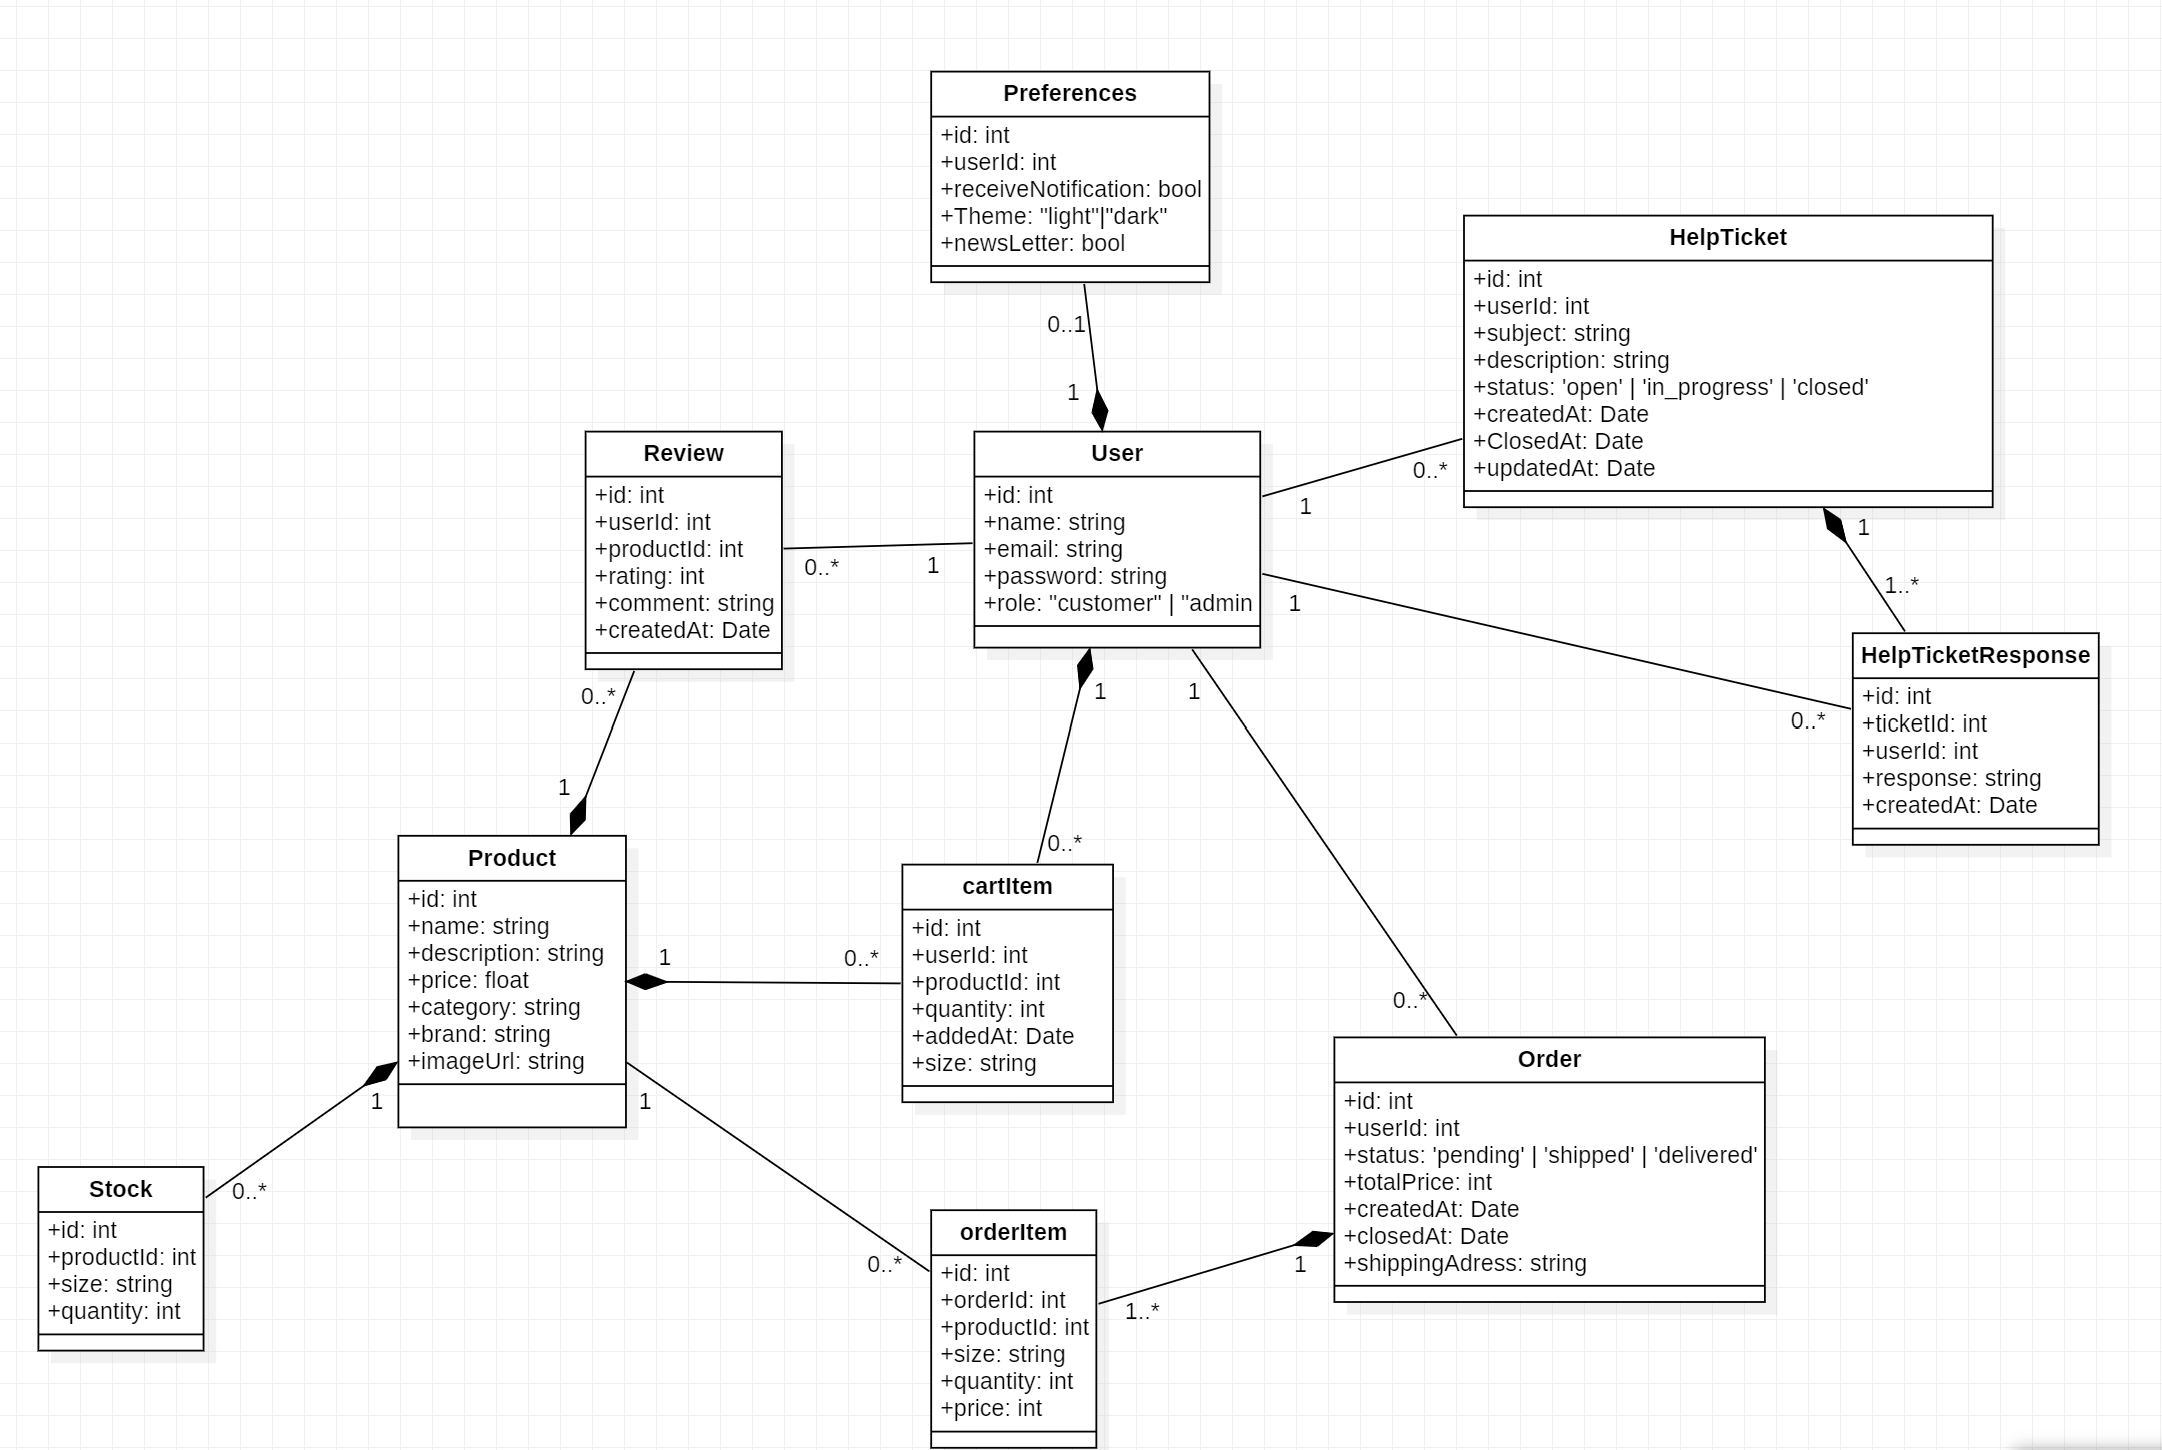 Preferences
+id: int
+userId: int
+receiveNotification: bool
+Theme: "light"|"dark"
+newsLetter: bool
0..1
1
HelpTicket
+id: int
+userId: int
+subject: string
+description: string
+status: 'open' | 'in_progress' | 'closed'
+createdAt: Date
+ClosedAt: Date
+updatedAt: Date
Review
+id: int
+userId: int
+productId: int
+rating: int
+comment: string
+createdAt: Date
User
+id: int
+name: string
+email: string
+password: string
+role: "customer" | "admin
0..*
1
1
0..*
1
0..*
1
1..*
HelpTicketResponse
+id: int
+ticketId: int
+userId: int
+response: string
+createdAt: Date
0..*
1
1
0..*
1
0..*
Product
+id: int
+name: string
+description: string
+price: float
+category: string
+brand: string
+imageUrl: string
1
0..*
cartItem
+id: int
+userId: int
+productId: int
+quantity: int
+addedAt: Date
+size: string
Order
+id: int
+userId: int
+status: 'pending' | 'shipped' | 'delivered'
+totalPrice: int
+createdAt: Date
+closedAt: Date
+shippingAdress: string
1
0..*
1
0..*
Stock
+id: int
+productId: int
+size: string
+quantity: int
orderItem
+id: int
+orderId: int
+productId: int
+size: string
+quantity: int
+price: int
1
1..*